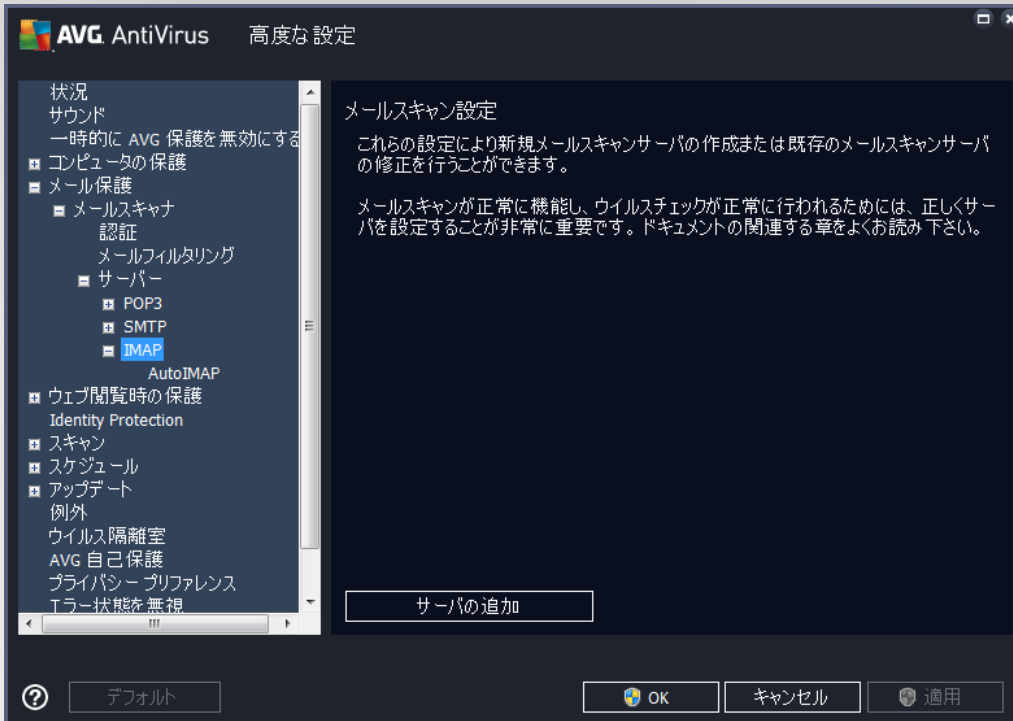 AVG. AntiVirus 高度な設定
状況
サウンド
一時的に AVG 保護を無効にする
コンピュータの保護
メール保護
メールスキャナ
認証
メールフィルタリング
サーバー
POP3
SMTP
IMAP
AutoIMAP
ウェブ閲覧時の保護
Identity Protection
スキャン
スケジュール
アップデート
例外
ウイルス隔離室
AVG 自己保護
プライバシー プリファレンス
エラー状態を無視
メールスキャン設定
これらの設定により新規メールスキャンサーバの作成または既存のメールスキャンサーバ
の修正を行うことができます。
メールスキャンが正常に機能し、ウイルスチェックが正常に行われるためには、正しくサー
バを設定することが非常に重要です。ドキュメントの関連する章をよくお読み下さい。
サーバの追加
デフォルト
OK
キャンセル
適用